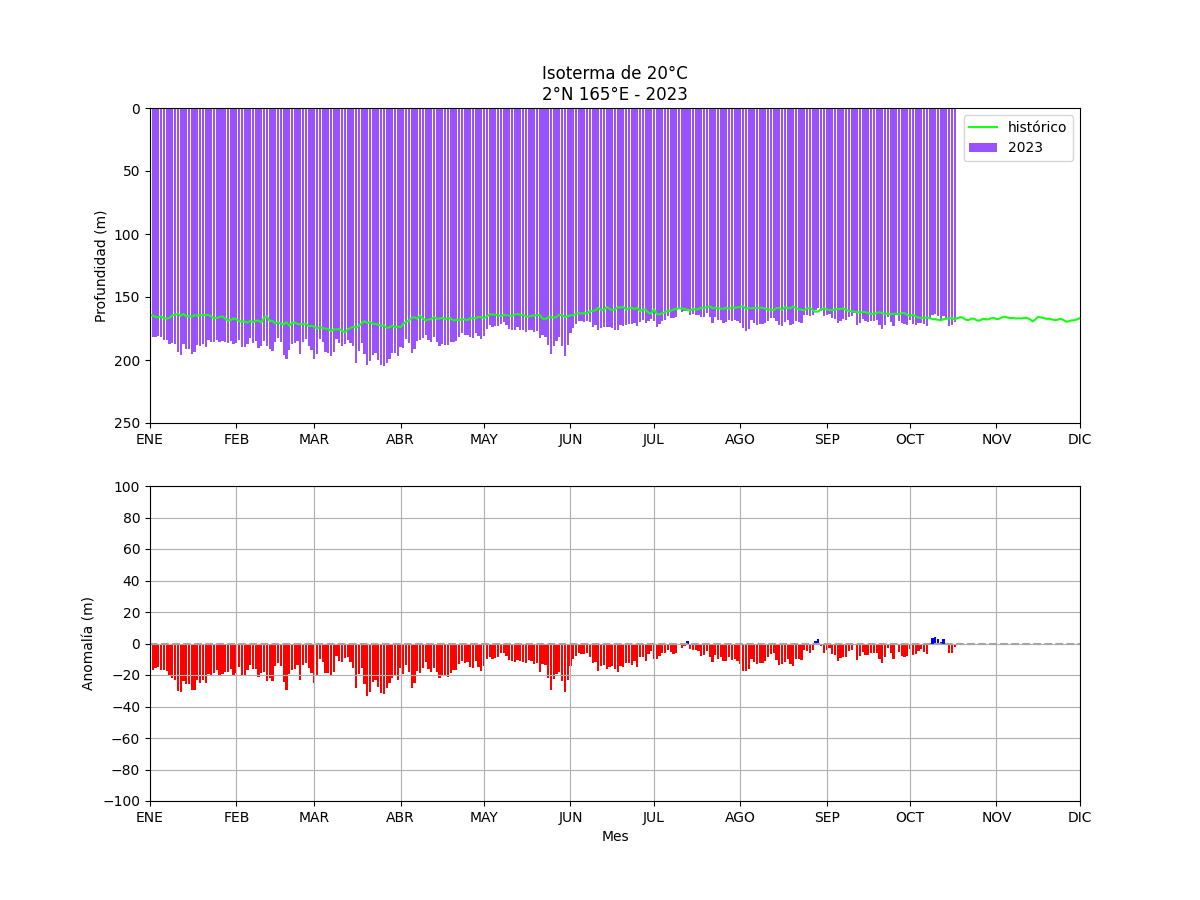 Isoterma de 20°C
2°N 165°E - 2023
histórico
2023
Profundidad (m)
0
50
100
150
200
250
ENE FEB MAR ABR MAY JUN JUL AGO SEP OCT NOV DIC
Anomalía (m)
100
80
60
40
20
0
−20
−40
−60
−80
−100
ENE FEB MAR ABR MAY JUN JUL AGO SEP OCT NOV DIC
Mes